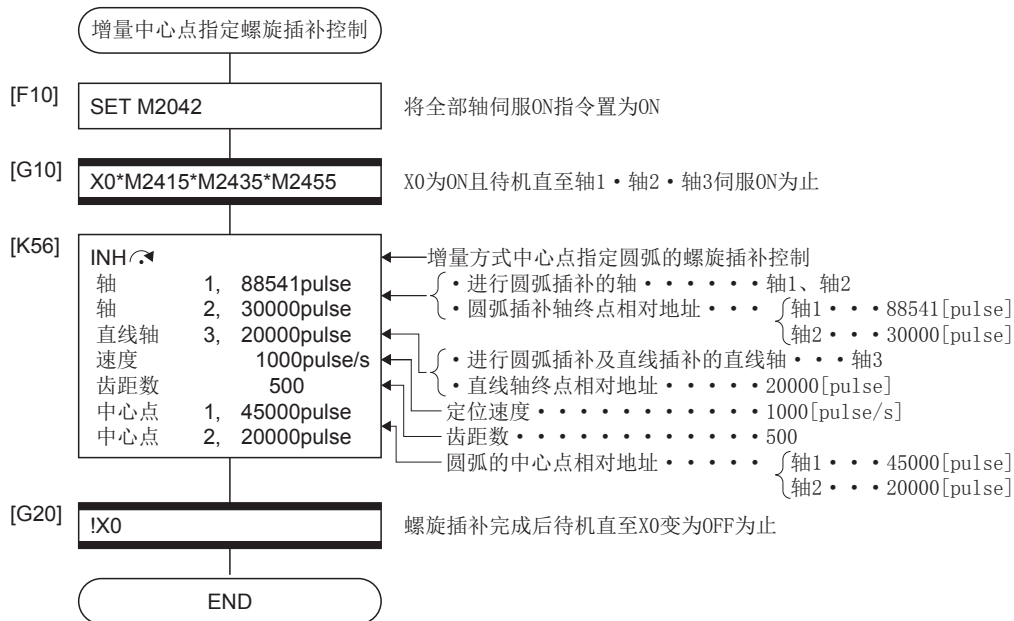 增量中心点指定螺旋插补控制
[F10]
SET M2042
将全部轴伺服ON指令置为ON
[G10]
X0*M2415*M2435*M2455
X0为ON且待机直至轴1・轴2・轴3伺服ON为止
[K56]
INH
轴 1, 88541pulse
轴 2, 30000pulse
直线轴 3, 20000pulse
速度 1000pulse/s
齿距数 500
中心点 1, 45000pulse
中心点 2, 20000pulse
增量方式中心点指定圆弧的螺旋插补控制
・进行圆弧插补的轴・・・・・・轴1、轴2
・圆弧插补轴终点相对地址・・・ 轴1・・・88541[pulse]
轴2・・・30000[pulse]
・进行圆弧插补及直线插补的直线轴・・・轴3
・直线轴终点相对地址・・・・・20000[pulse]
定位速度・・・・・・・・・・・1000[pulse/s]
齿距数・・・・・・・・・・・・500
圆弧的中心点相对地址・・・・・ 轴1・・・45000[pulse]
轴2・・・20000[pulse]
[G20]
!X0
螺旋插补完成后待机直至X0变为OFF为止
END